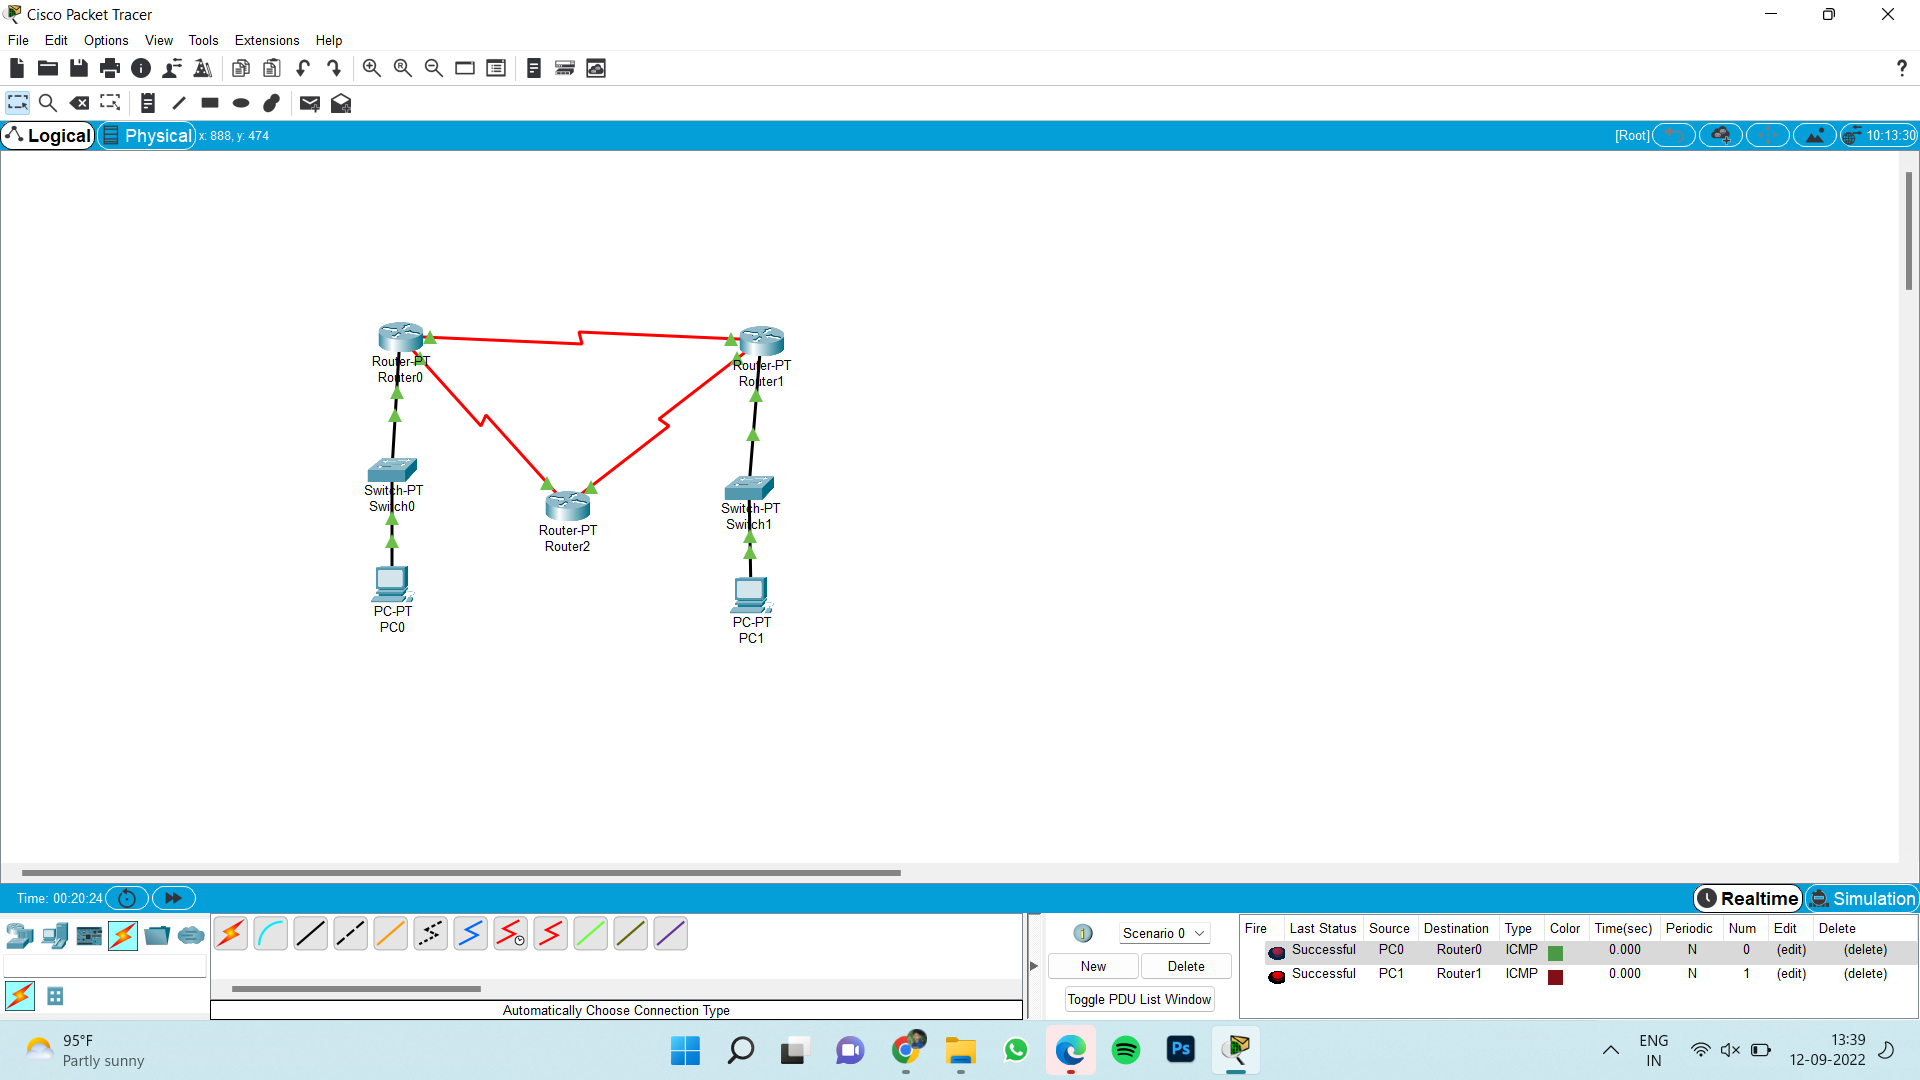 Cisco Packet Tracer
File Edit Options View Tools Extensions Help
?
Logical Physical x: 888, y: 474 [Root] 10:13:30
Router-PT
Router0
Router-PT
Router1
Switch-PT
Switch0
Switch-PT
Switch1
Router-PT
Router2
PC-PT
PC0
PC-PT
PC1
Time: 00:20:24 Realtime Simulation
Scenario 0
New Delete
Toggle PDU List Window
Fire Last Status Source Destination Type Color Time(sec) Periodic Num Edit Delete
Successful PC0 Router0 ICMP 0.000 N 0 (edit) (delete)
Successful PC1 Router1 ICMP 0.000 N 1 (edit) (delete)
Automatically Choose Connection Type
95°F
Partly sunny
Ps
ENG
IN
13:39
12-09-2022